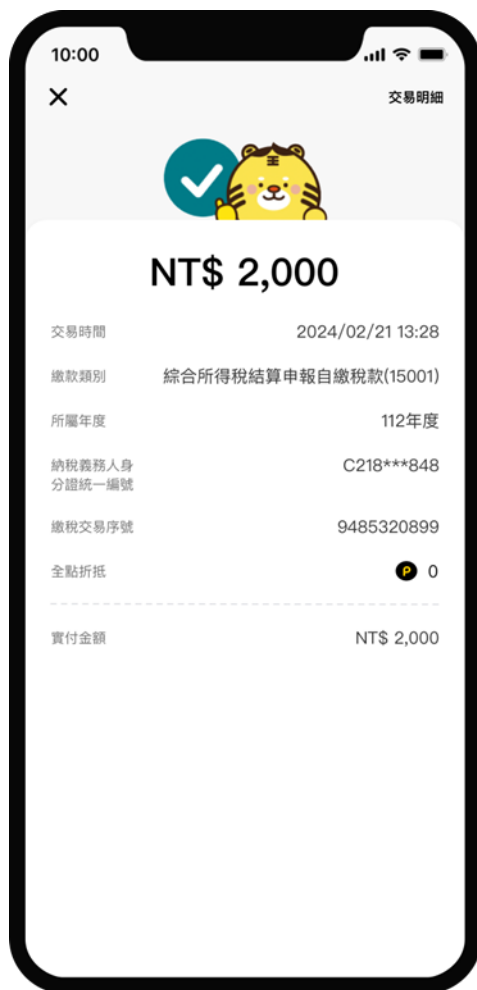 10:00
交易明細
NT$ 2,000
交易時間 2024/02/21 13:28
繳款類別 綜合所得稅結算申報自繳稅款(15001)
所屬年度 112年度
納稅義務人身 C218***848
分證統一編號
繳稅交易序號 9485320899
全點折抵 P 0
實付金額 NT$ 2,000